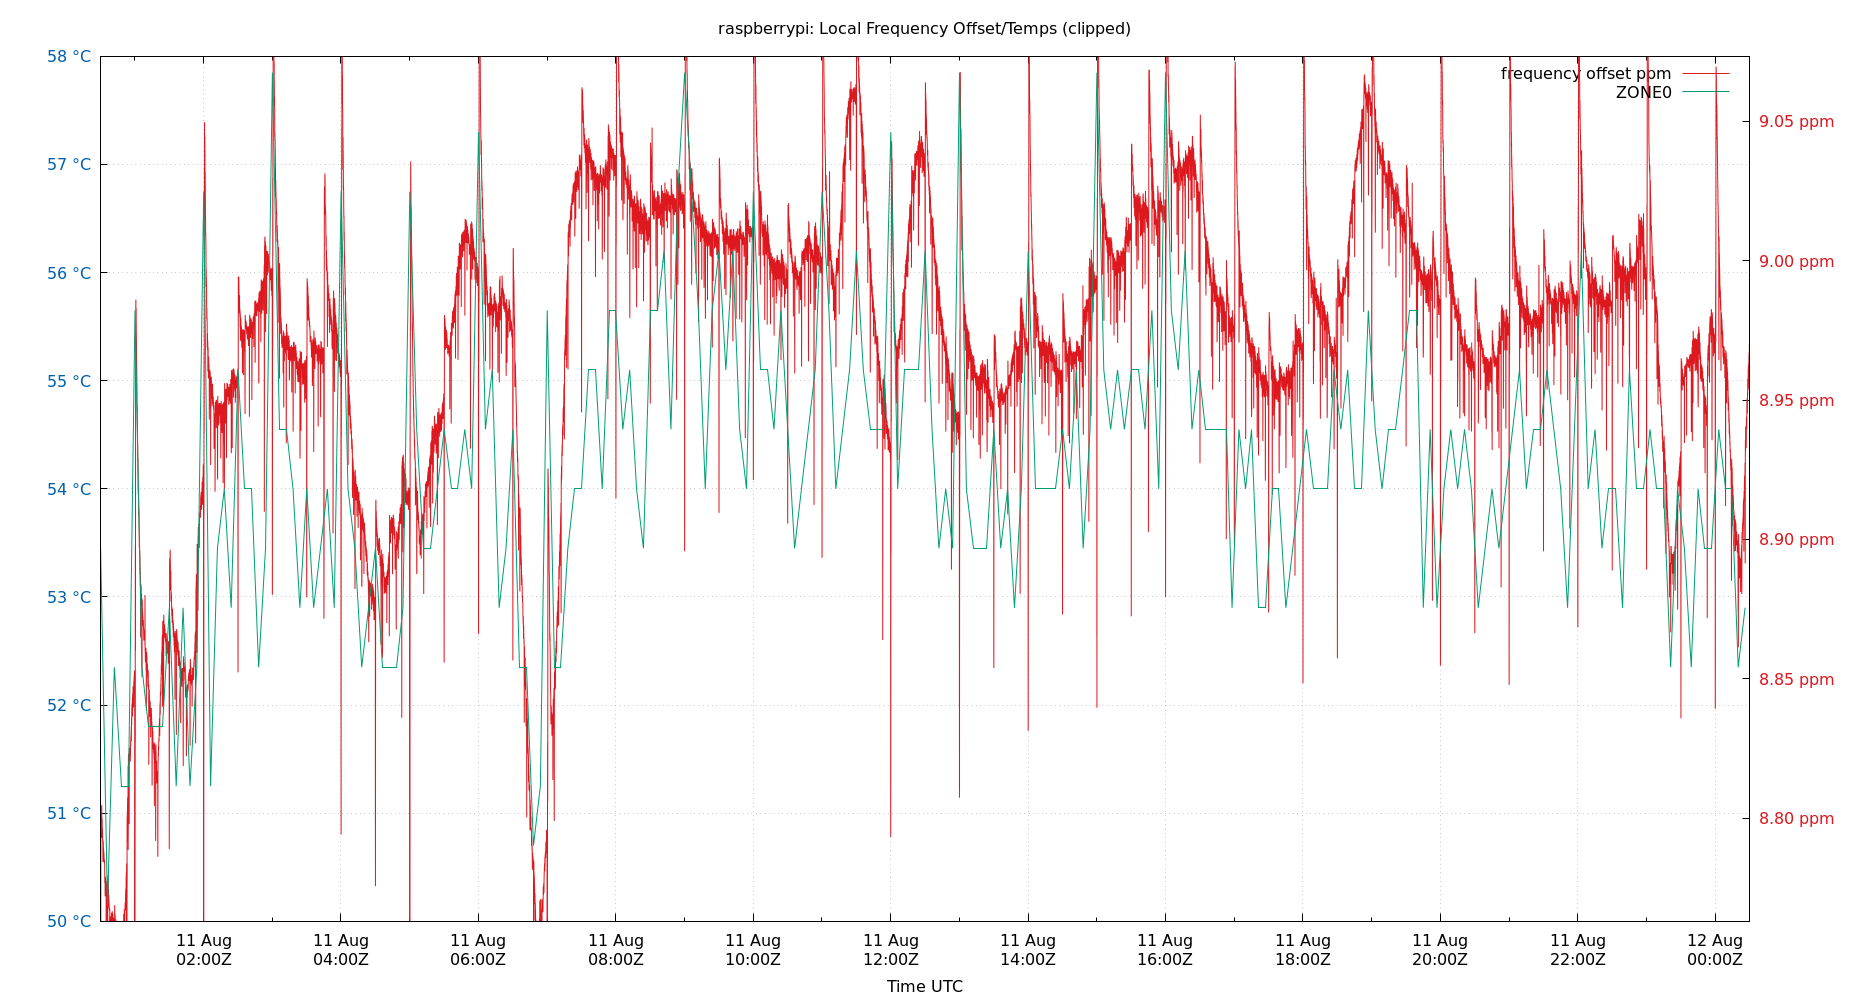 raspberrypi: Local Frequency Offset/Temps (clipped)
58 °C
57 °C
56 °C
55 °C
54 °C
53 °C
52 °C
51 °C
50 °C
frequency offset ppm
ZONE0
9.05 ppm
9.00 ppm
8.95 ppm
8.90 ppm
8.85 ppm
8.80 ppm
11 Aug
02:00Z
11 Aug
04:00Z
11 Aug
06:00Z
11 Aug
08:00Z
11 Aug
10:00Z
11 Aug
12:00Z
11 Aug
14:00Z
11 Aug
16:00Z
11 Aug
18:00Z
11 Aug
20:00Z
11 Aug
22:00Z
12 Aug
00:00Z
Time UTC